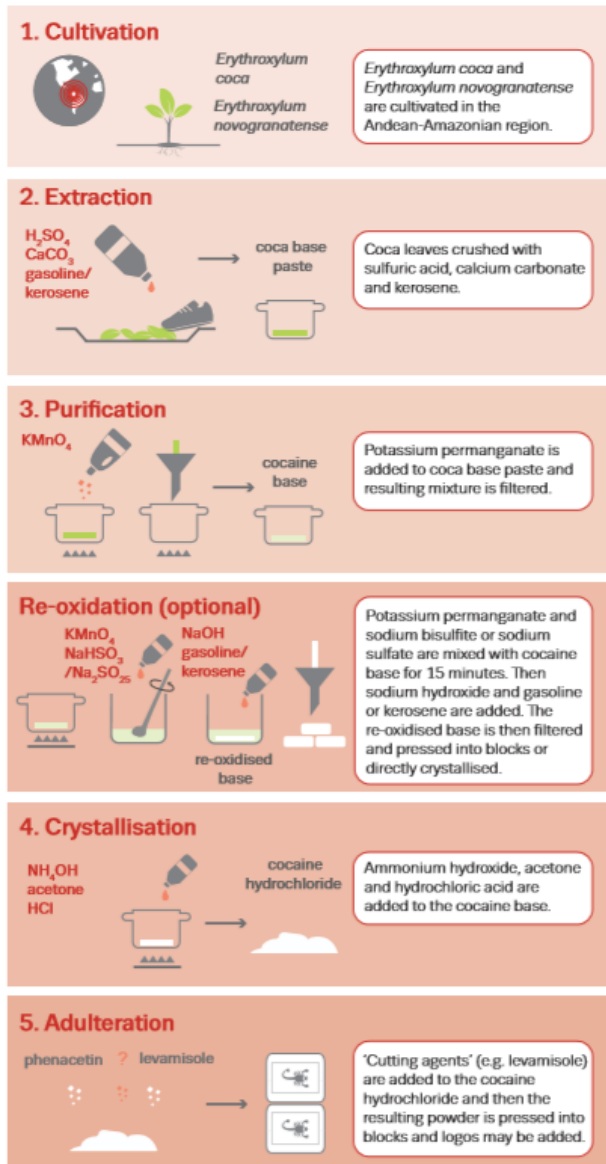 1. Cultivation
Erythroxylum
coca
Erythroxylum
novogranatense
Erythroxylum coca and
Erythroxylum novogranatense
are cultivated in the
Andean-Amazonian region.
2. Extraction
H₂SO₄
CaCO₃
gasoline/
kerosene
coca base
paste
Coca leaves crushed with
sulfuric acid, calcium carbonate
and kerosene.
3. Purification
KMnO₄
cocaine
base
Potassium permanganate is
added to coca base paste and
resulting mixture is filtered.
Re-oxidation (optional)
KMnO₄
NaHSO₃
/Na₂SO₂₅
NaOH
gasoline/
kerosene
re-oxidised
base
Potassium permanganate and
sodium bisulfite or sodium
sulfate are mixed with cocaine
base for 15 minutes. Then
sodium hydroxide and gasoline
or kerosene are added. The
re-oxidised base is then filtered
and pressed into blocks or
directly crystallised.
4. Crystallisation
NH₄OH
acetone
HCl
cocaine
hydrochloride
Ammonium hydroxide, acetone
and hydrochloric acid are
added to the cocaine base.
5. Adulteration
phenacetin ? levamisole
'Cutting agents' (e.g. levamisole)
are added to the cocaine
hydrochloride and then the
resulting powder is pressed into
blocks and logos may be added.